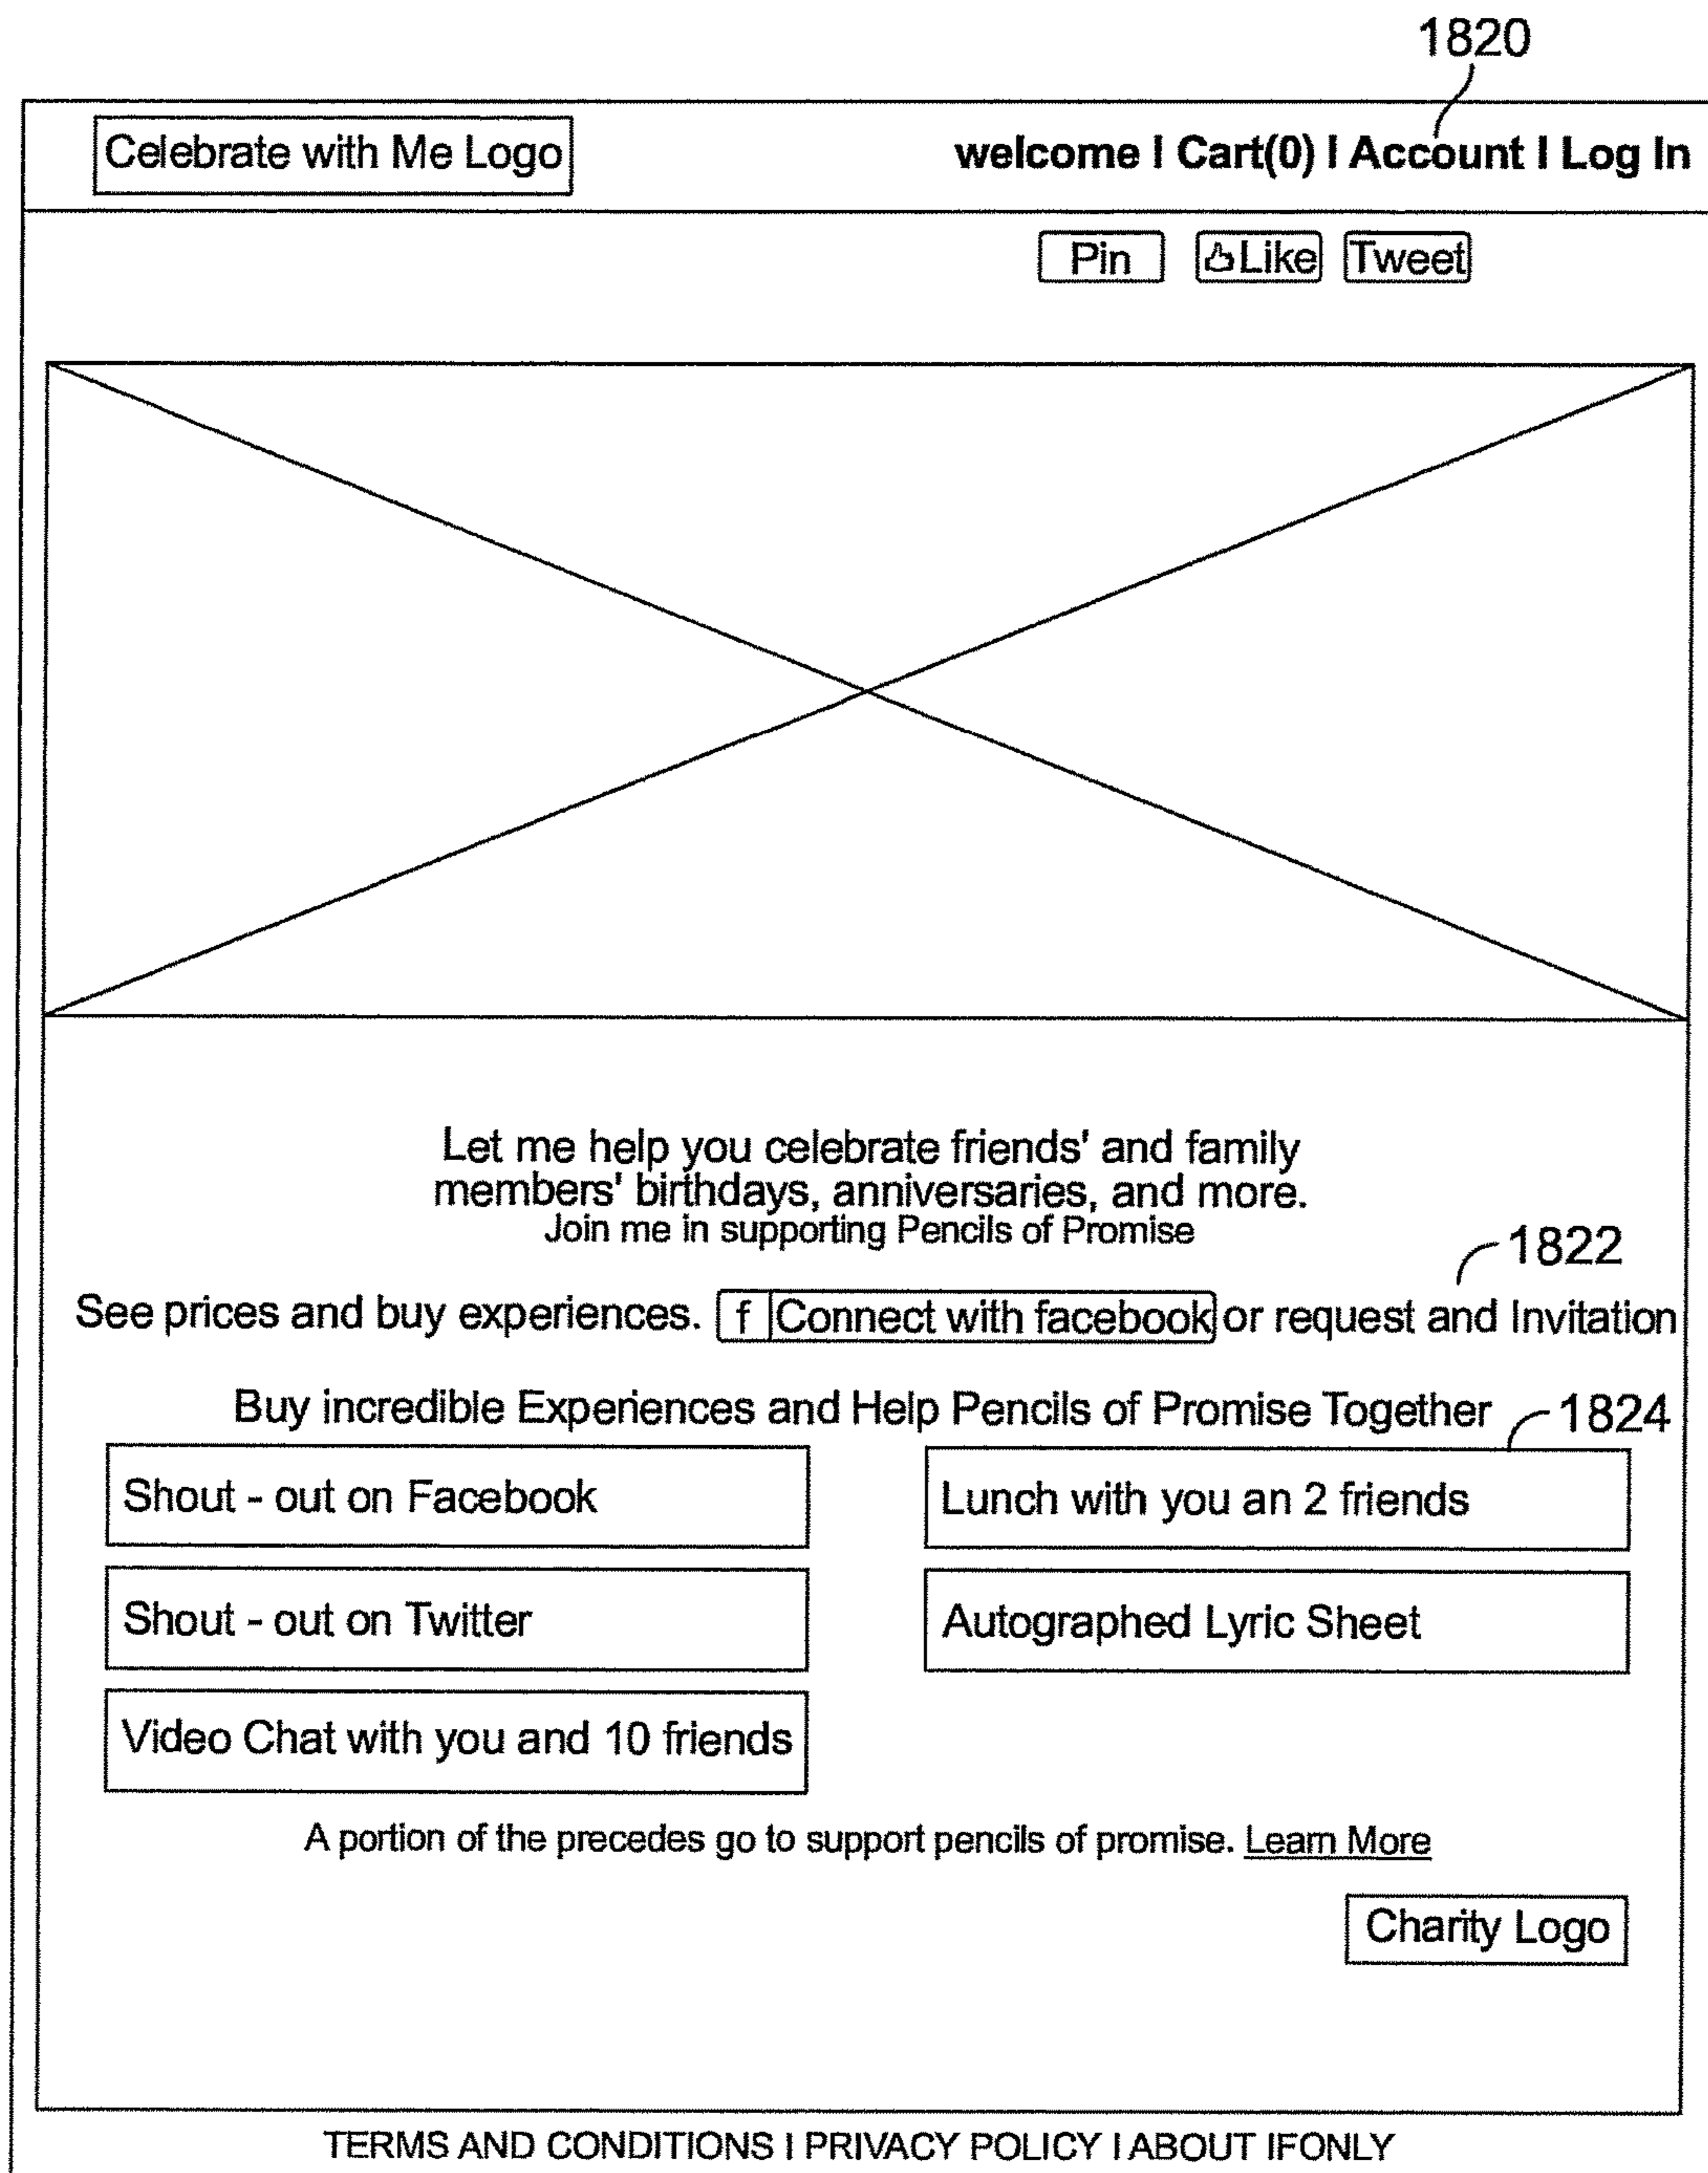 1820
Celebrate with Me Logo
welcome | Cart(0) | Account | Log In
Pin Like Tweet
Let me help you celebrate friends' and family
members' birthdays, anniversaries, and more.
Join me in supporting Pencils of Promise
1822
See prices and buy experiences. f Connect with facebook or request and Invitation
Buy incredible Experiences and Help Pencils of Promise Together
1824
Shout - out on Facebook
Lunch with you an 2 friends
Shout - out on Twitter
Autographed Lyric Sheet
Video Chat with you and 10 friends
A portion of the precedes go to support pencils of promise. Learn More
Charity Logo
TERMS AND CONDITIONS | PRIVACY POLICY | ABOUT IFONLY